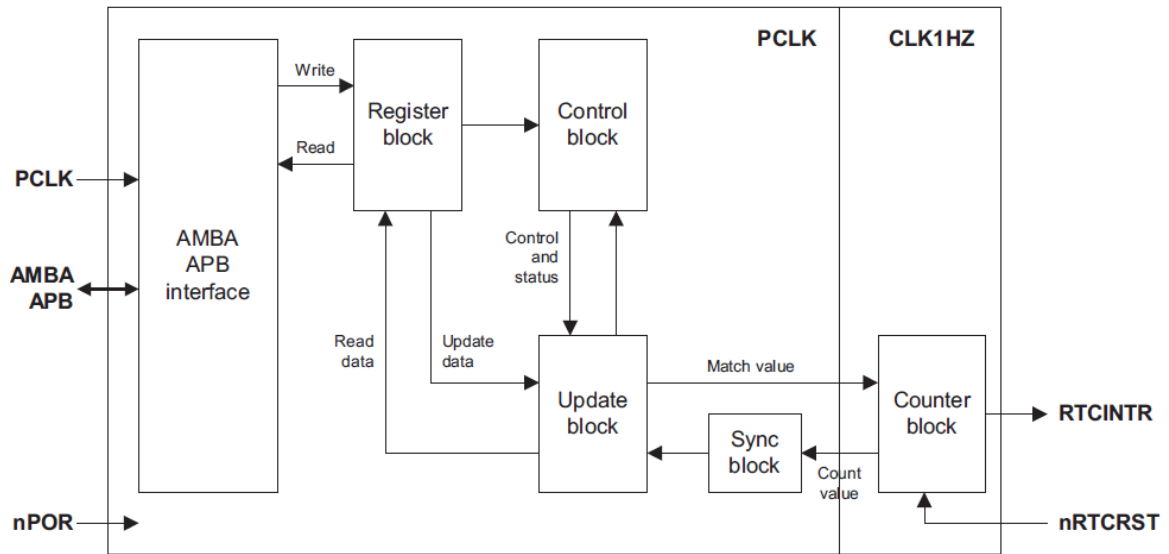 PCLK
CLK1HZ
Write
Register
block
Control
block
Read
PCLK
AMBA
APB
interface
Control
and
status
AMBA
APB
Read
data
Update
data
Match value
Update
block
Counter
block
RTCINTR
Sync
block
Count
value
nPOR
nRTCRST